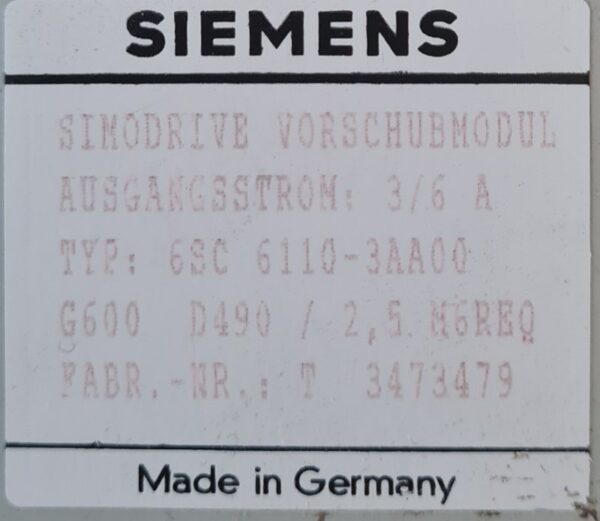 SIEMENS
SIMODRIVE VORSCHUBMODUL
AUSGANGSSTROM: 3/6 A
TYP: 6SC 6110-3AA00
G600 D490 / 2,5 M6REQ
FABR.-NR.: T 3473479
Made in Germany